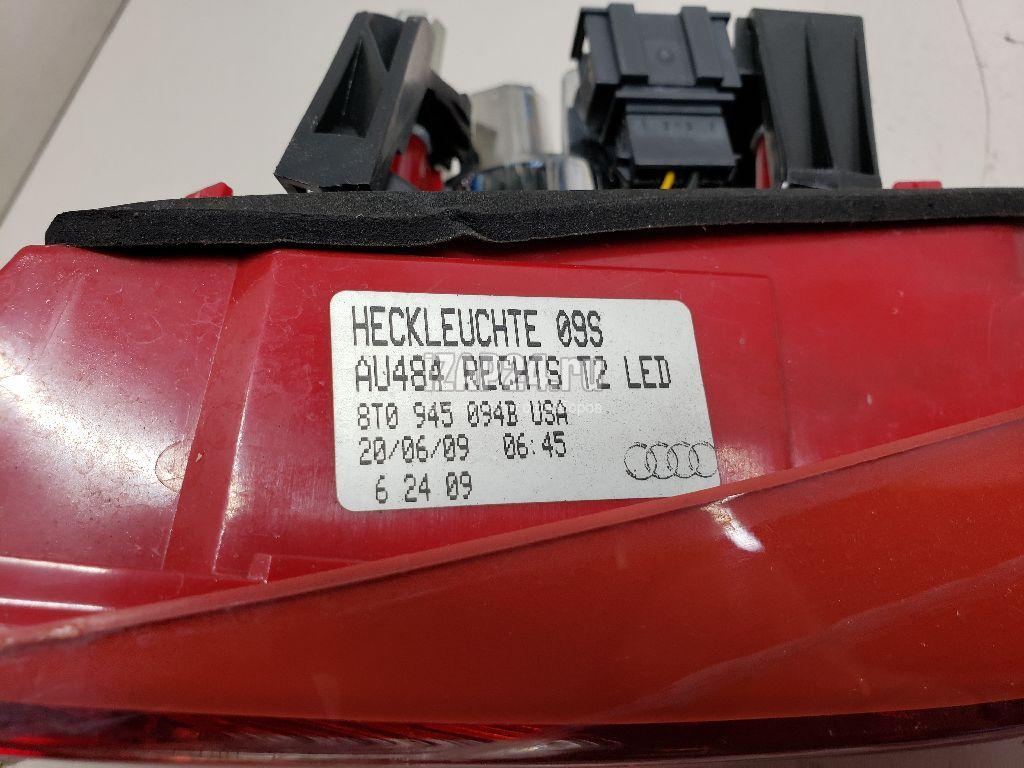 HECKLEUCHTE 09S
AU484 RECHTS T2 LED
8T0 945 094B USA
20/06/09 06:45
6 24 09